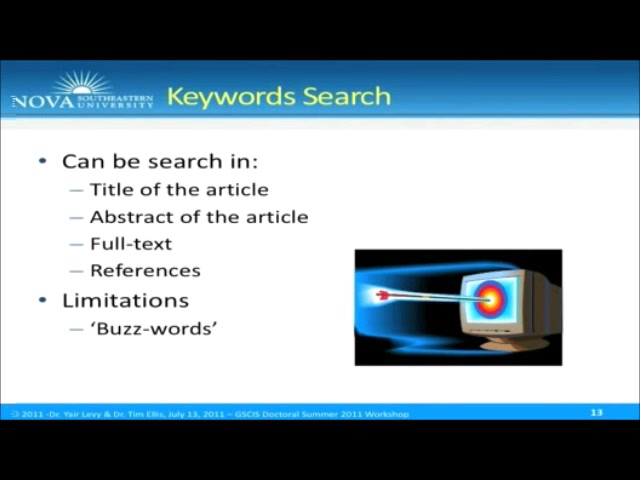 NOVA SOUTHEASTERN UNIVERSITY
Keywords Search
• Can be search in:
– Title of the article
– Abstract of the article
– Full-text
– References
• Limitations
– ‘Buzz-words’
© 2011 -Dr. Yair Levy & Dr. Tim Ellis, July 13, 2011 – GSCIS Doctoral Summer 2011 Workshop
13